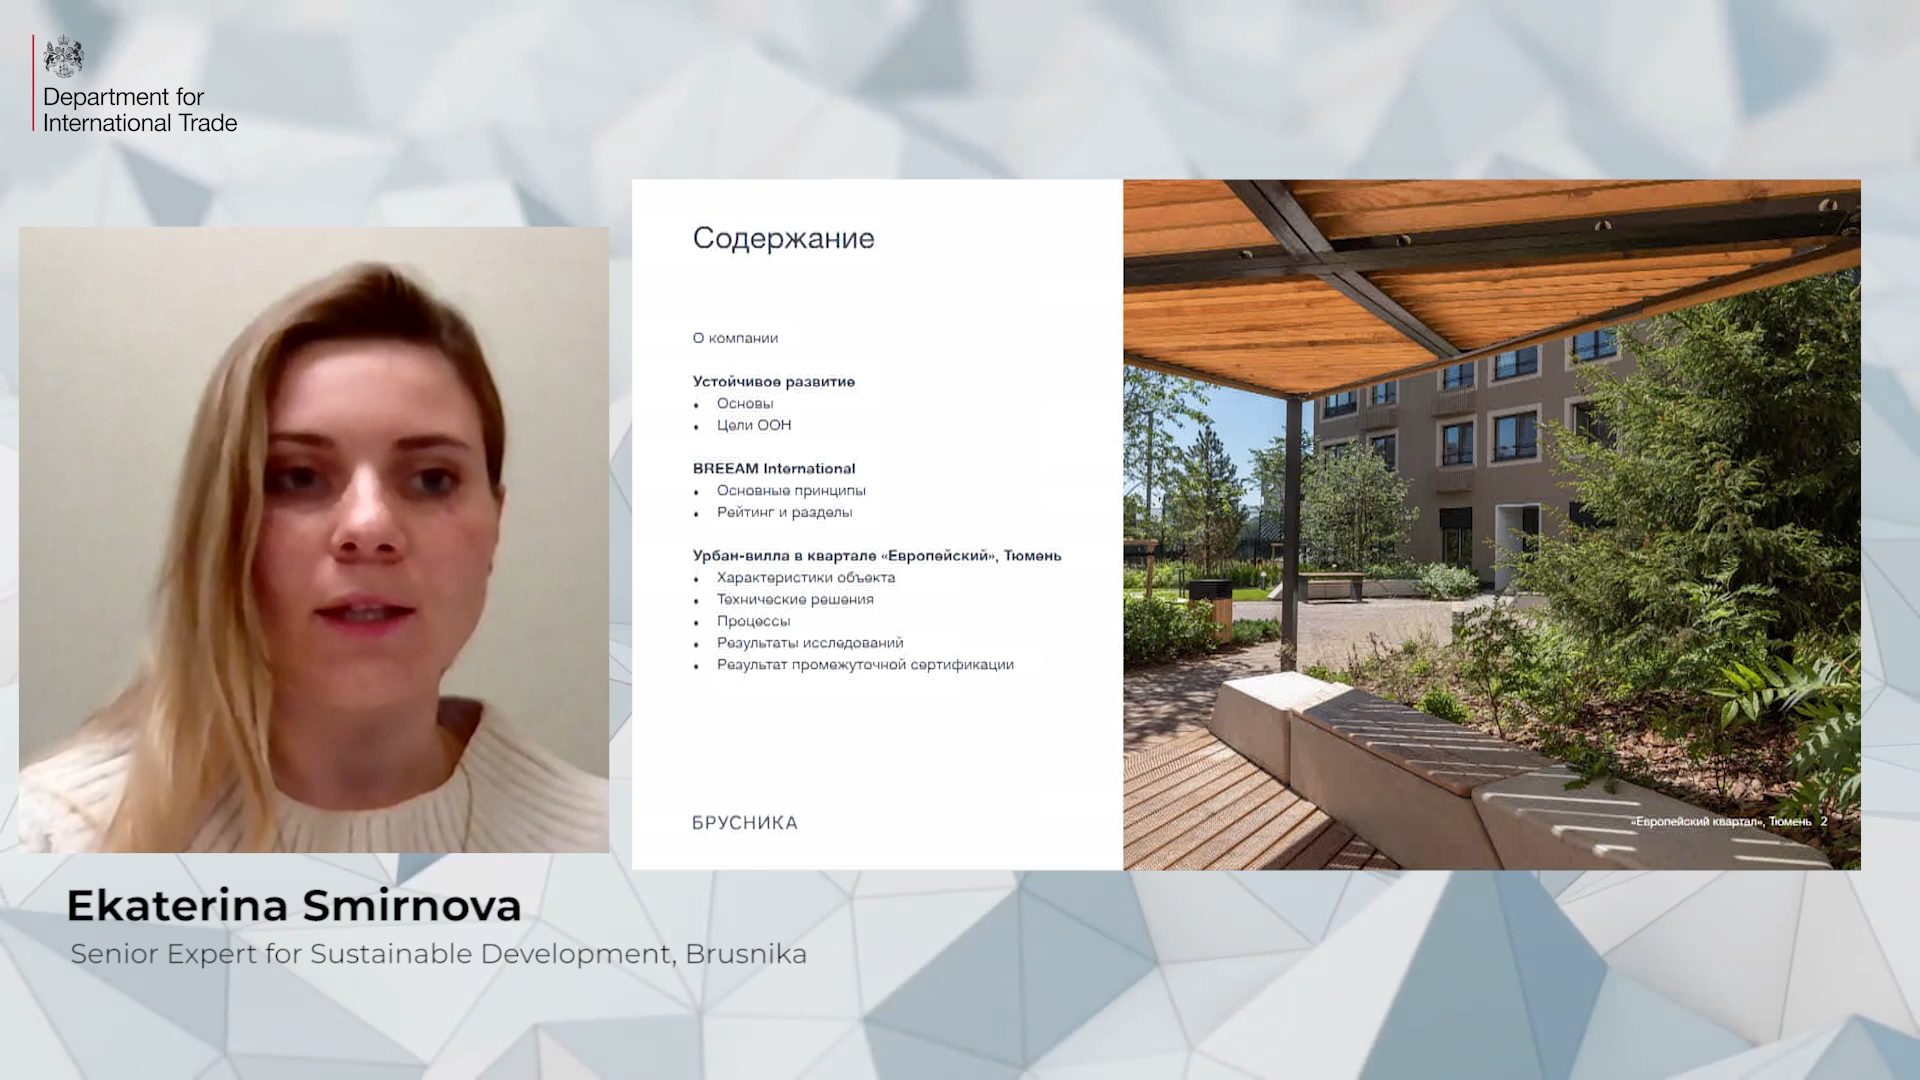 Department for
International Trade
Содержание
О компании
Устойчивое развитие
• Основы
• Цели ООН
BREEAM International
• Основные принципы
• Рейтинг и разделы
Урбан-вилла в квартале «Европейский», Тюмень
• Характеристики объекта
• Технические решения
• Процессы
• Результаты исследований
• Результат промежуточной сертификации
БРУСНИКА
«Европейский квартал», Тюмень 2
Ekaterina Smirnova
Senior Expert for Sustainable Development, Brusnika